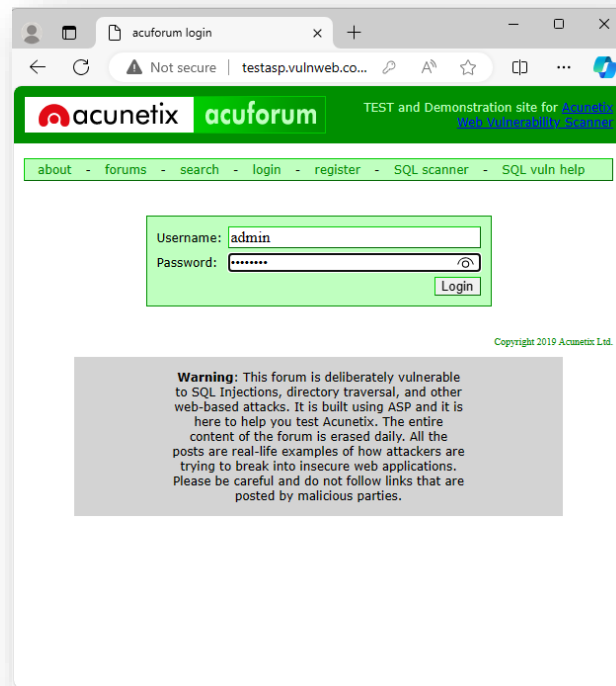 acuforum login
Not secure | testasp.vulnweb.co...
acunetix acuforum
TEST and Demonstration site for Acunetix
Web Vulnerability Scanner
about - forums - search - login - register - SQL scanner - SQL vuln help
Username: admin
Password: ••••••••
Login
Copyright 2019 Acunetix Ltd.
Warning: This forum is deliberately vulnerable
to SQL Injections, directory traversal, and other
web-based attacks. It is built using ASP and it is
here to help you test Acunetix. The entire
content of the forum is erased daily. All the
posts are real-life examples of how attackers are
trying to break into insecure web applications.
Please be careful and do not follow links that are
posted by malicious parties.